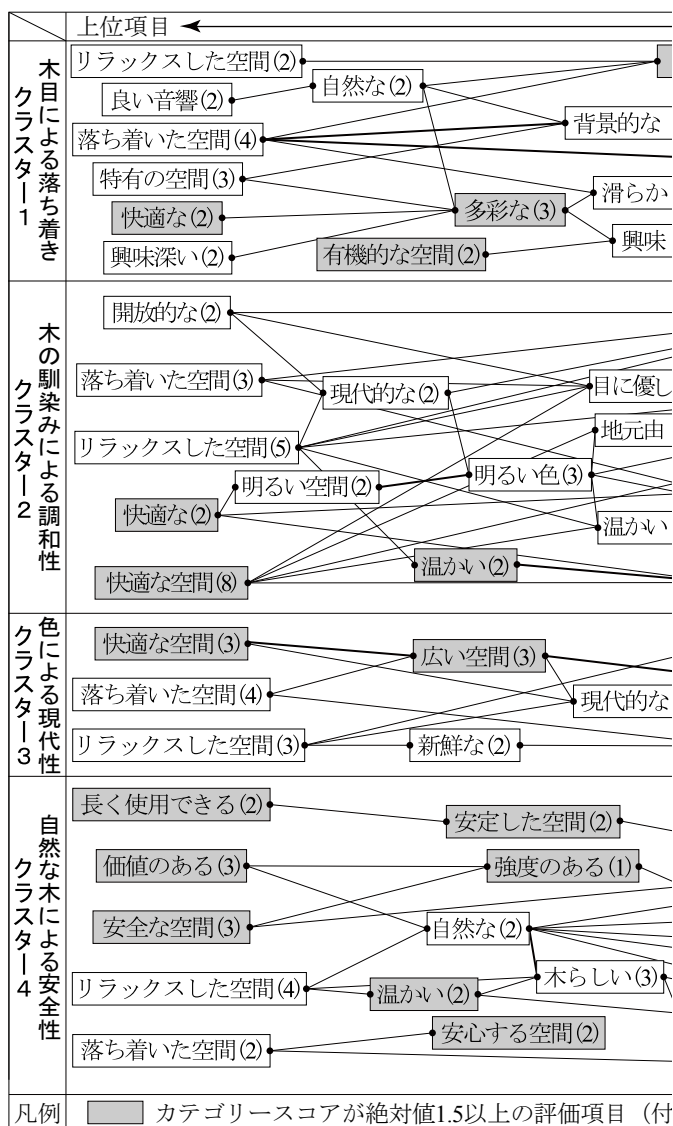 上位項目
木目による落ち着き
クラスター1
リラックスした空間(2)
良い音響(2)
自然な(2)
落ち着いた空間(4)
背景的な
特有の空間(3)
滑らか
快適な(2)
多彩な(3)
興味深い(2)
有機的な空間(2)
興味
木の馴染みによる調和性
クラスター2
開放的な(2)
落ち着いた空間(3)
現代的な(2)
目に優し
リラックスした空間(5)
地元由
明るい空間(2)
明るい色(3)
快適な(2)
温かい
快適な空間(8)
温かい(2)
色による現代性
クラスター3
快適な空間(3)
広い空間(3)
落ち着いた空間(4)
現代的な
リラックスした空間(3)
新鮮な(2)
自然な木による安全性
クラスター4
長く使用できる(2)
安定した空間(2)
価値のある(3)
強度のある(1)
安全な空間(3)
自然な(2)
リラックスした空間(4)
温かい(2)
木らしい(3)
落ち着いた空間(2)
安心する空間(2)
凡例
カテゴリースコアが絶対値1.5以上の評価項目（付